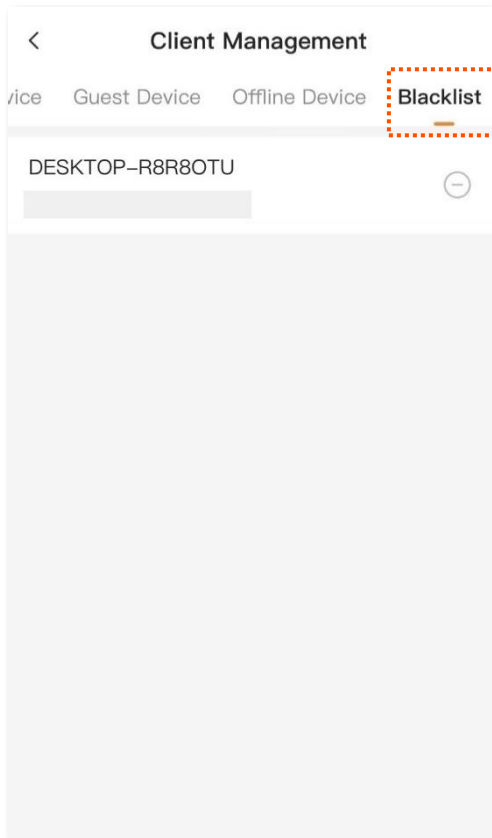 Client Management
vice Guest Device Offline Device Blacklist
DESKTOP-R8R8OTU